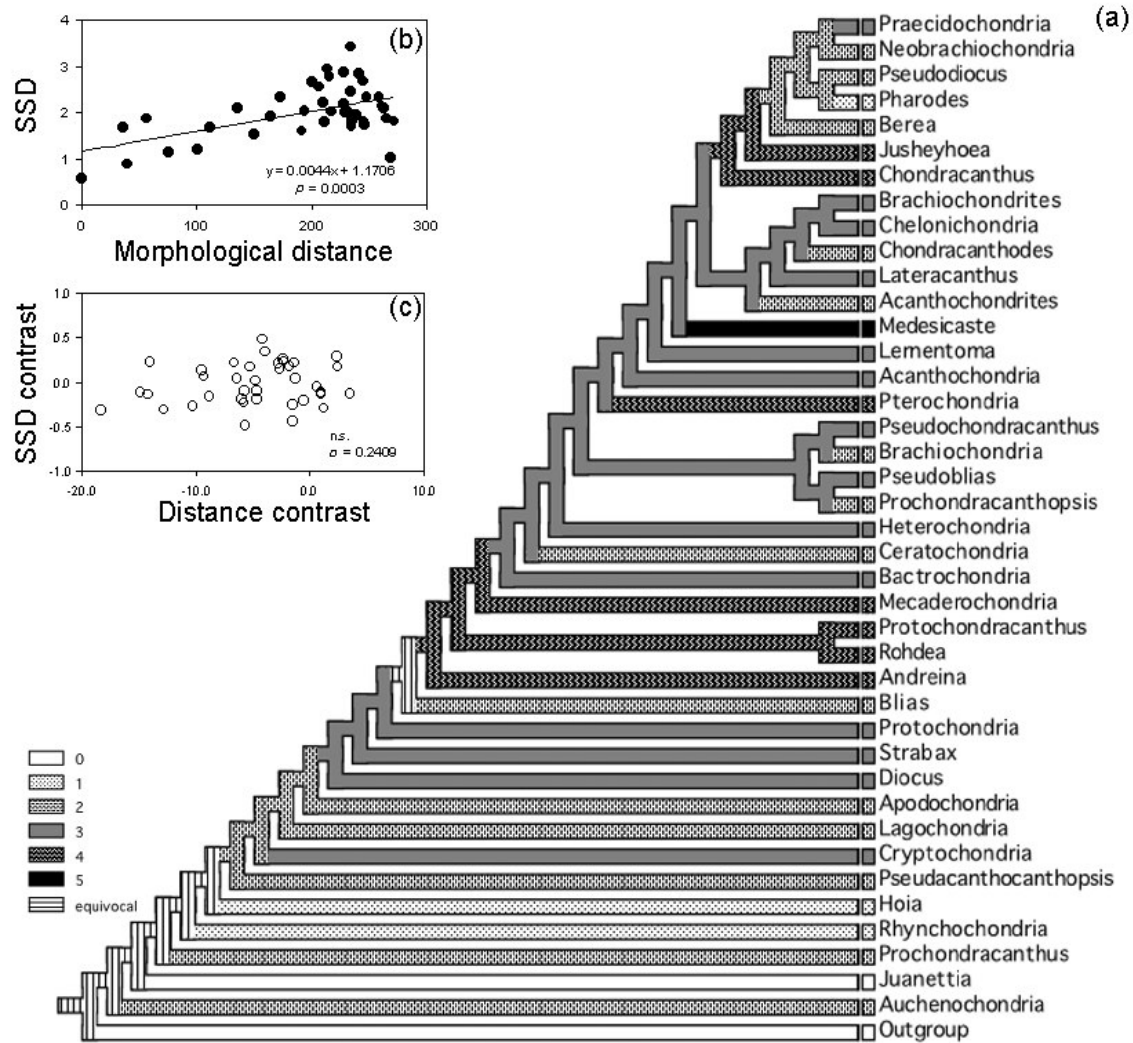 (a)
4
(b)
3
SSD
2
1
y = 0.0044x + 1.1706
p = 0.0003
0
0
100
200
300
Morphological distance
1.0
(c)
0.5
SSD contrast
0.0
-0.5
n.s.
p = 0.2409
-1.0
-20.0
-10.0
0.0
10.0
Distance contrast
Praecidochondria
Neobrachiochondria
Pseudodiocus
Pharodes
Berea
Jusheyhoea
Chondracanthus
Brachiochondrites
Chelonichondria
Chondracanthodes
Lateracanthus
Acanthochondrites
Medesicaste
Lernentoma
Acanthochondria
Pterochondria
Pseudochondracanthus
Brachiochondria
Pseudoblias
Prochondracanthopsis
Heterochondria
Ceratochondria
Bactrochondria
Mecaderochondria
Protochondracanthus
Rohdea
Andreina
Blias
Protochondria
Strabax
Diocus
Apodochondria
Lagochondria
Cryptochondria
Pseudacanthocanthopsis
Hoia
Rhynchochondria
Prochondracanthus
Juanettia
Auchenochondria
Outgroup
0
1
2
3
4
5
equivocal